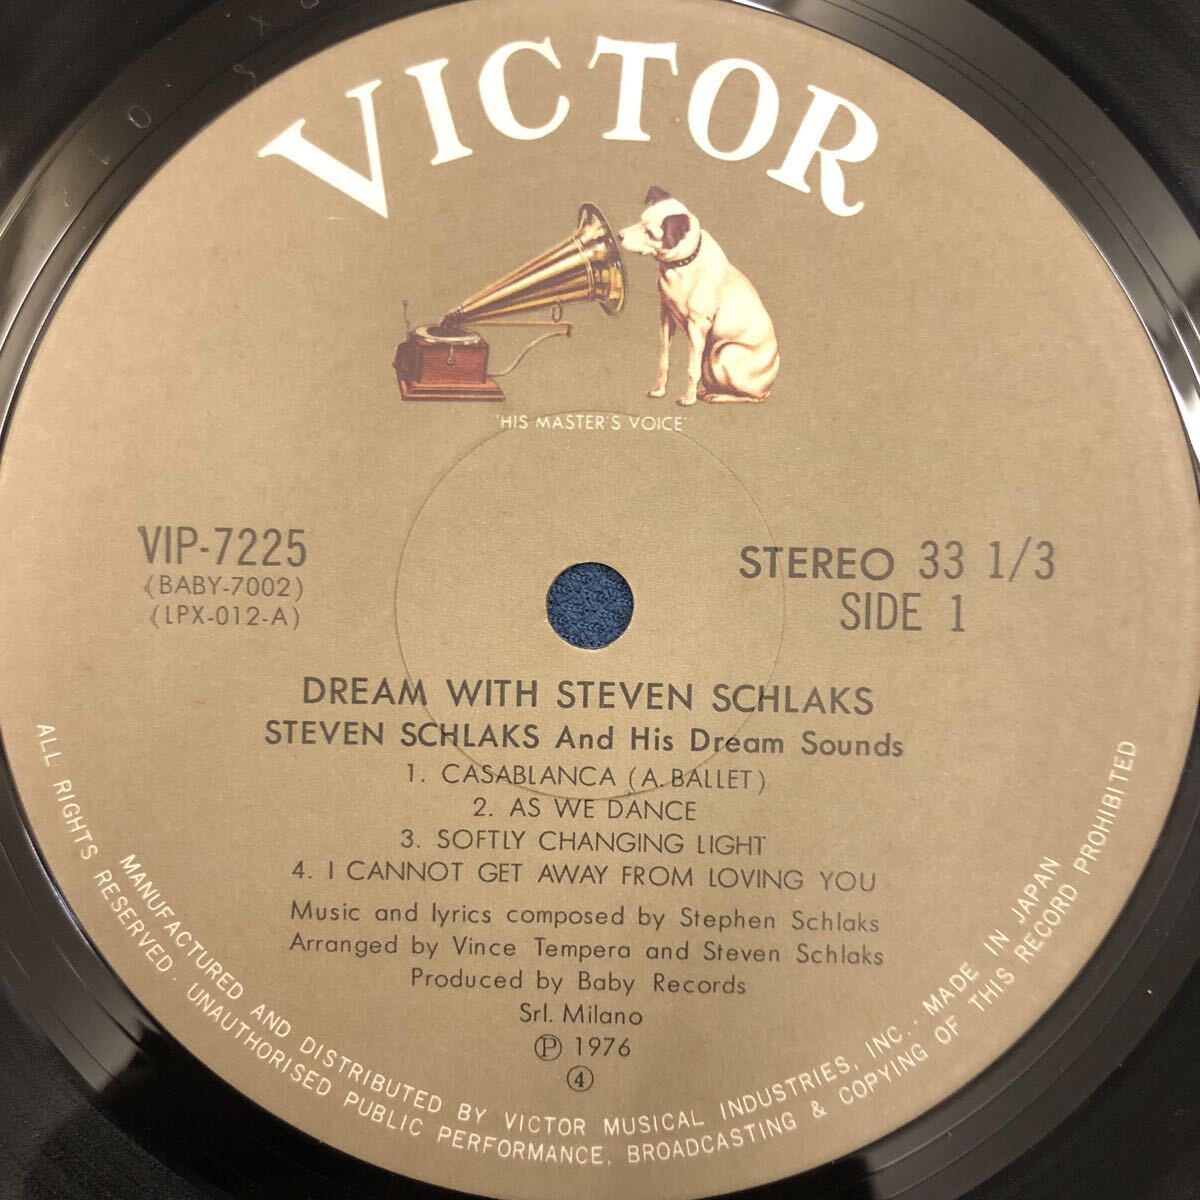 VICTOR
'HIS MASTER'S VOICE"
VIP-7225
(BABY-7002)
(LPX-012-A)
STEREO 33 1/3
SIDE 1
DREAM WITH STEVEN SCHLAKS
STEVEN SCHLAKS And His Dream Sounds
1. CASABLANCA (A. BALLET)
2. AS WE DANCE
3. SOFTLY CHANGING LIGHT
4. I CANNOT GET AWAY FROM LOVING YOU
Music and lyrics composed by Stephen Schlaks
Arranged by Vince Tempera and Steven Schlaks
Produced by Baby Records
Srl. Milano
Ⓟ 1976
④
MANUFACTURED AND DISTRIBUTED BY VICTOR MUSICAL INDUSTRIES, INC., MADE IN JAPAN
ALL RIGHTS RESERVED. UNAUTHORISED PUBLIC PERFORMANCE, BROADCASTING & COPYING OF THIS RECORD PROHIBITED